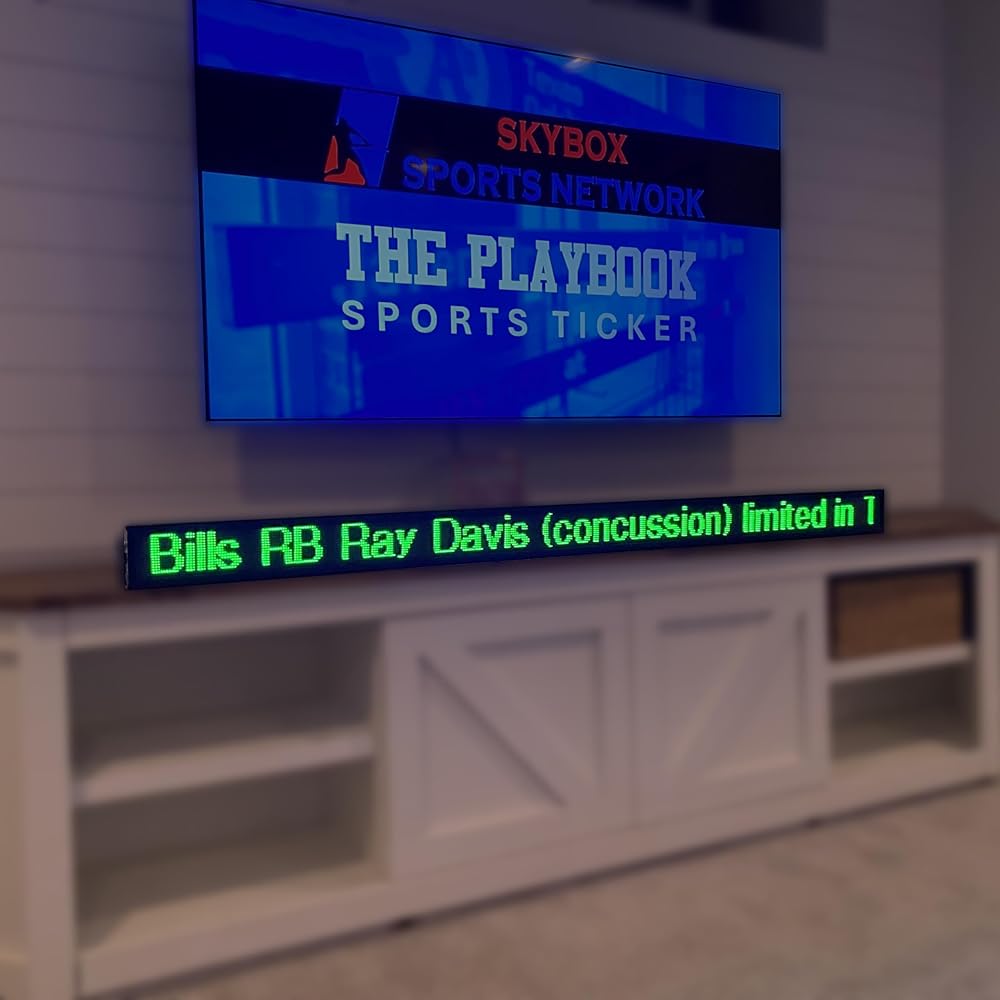 SKYBOX
SPORTS NETWORK
THE PLAYBOOK
SPORTS TICKER
Bills RB Ray Davis (concussion) limited in T